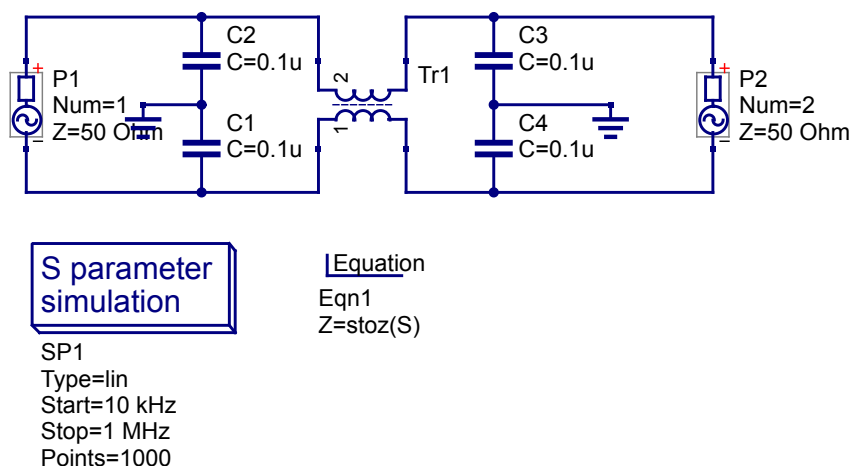 P1
Num=1
Z=50 Ohm
C2
C=0.1u
C1
C=0.1u
2
1
Tr1
C3
C=0.1u
C4
C=0.1u
P2
Num=2
Z=50 Ohm
S parameter
simulation
SP1
Type=lin
Start=10 kHz
Stop=1 MHz
Points=1000
Equation
Eqn1
Z=stoz(S)